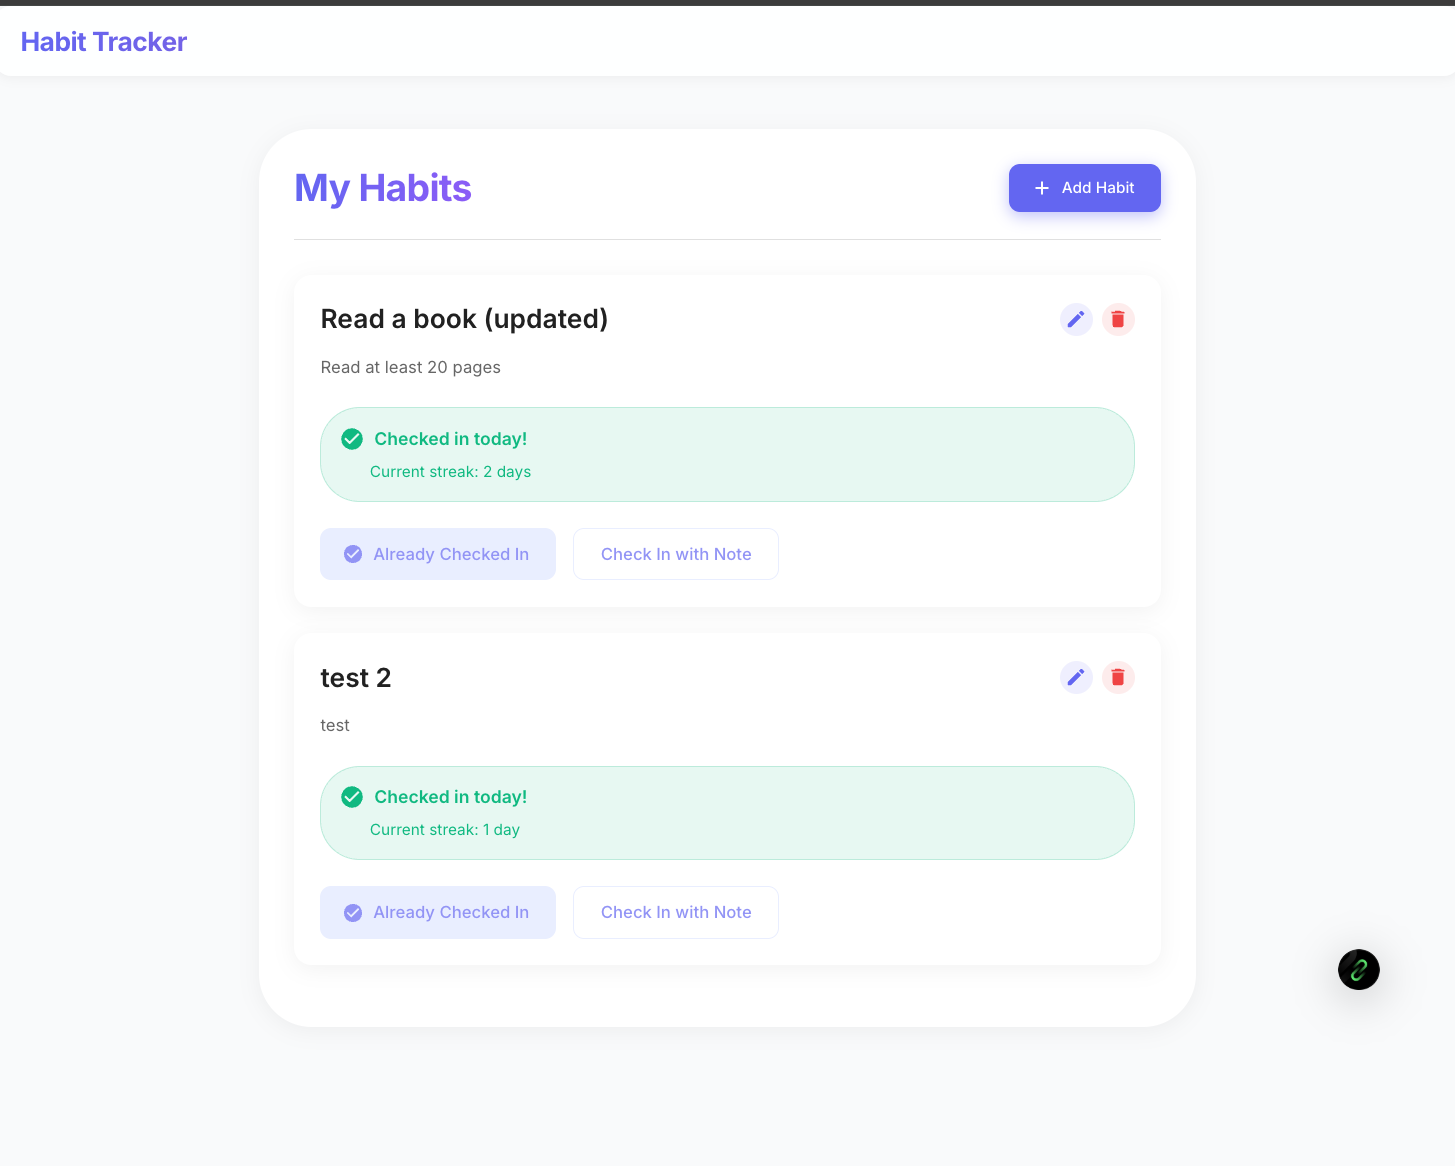 Habit Tracker
My Habits
Add Habit
Read a book (updated)
Read at least 20 pages
Checked in today!
Current streak: 2 days
Already Checked In
Check In with Note
test 2
test
Checked in today!
Current streak: 1 day
Already Checked In
Check In with Note